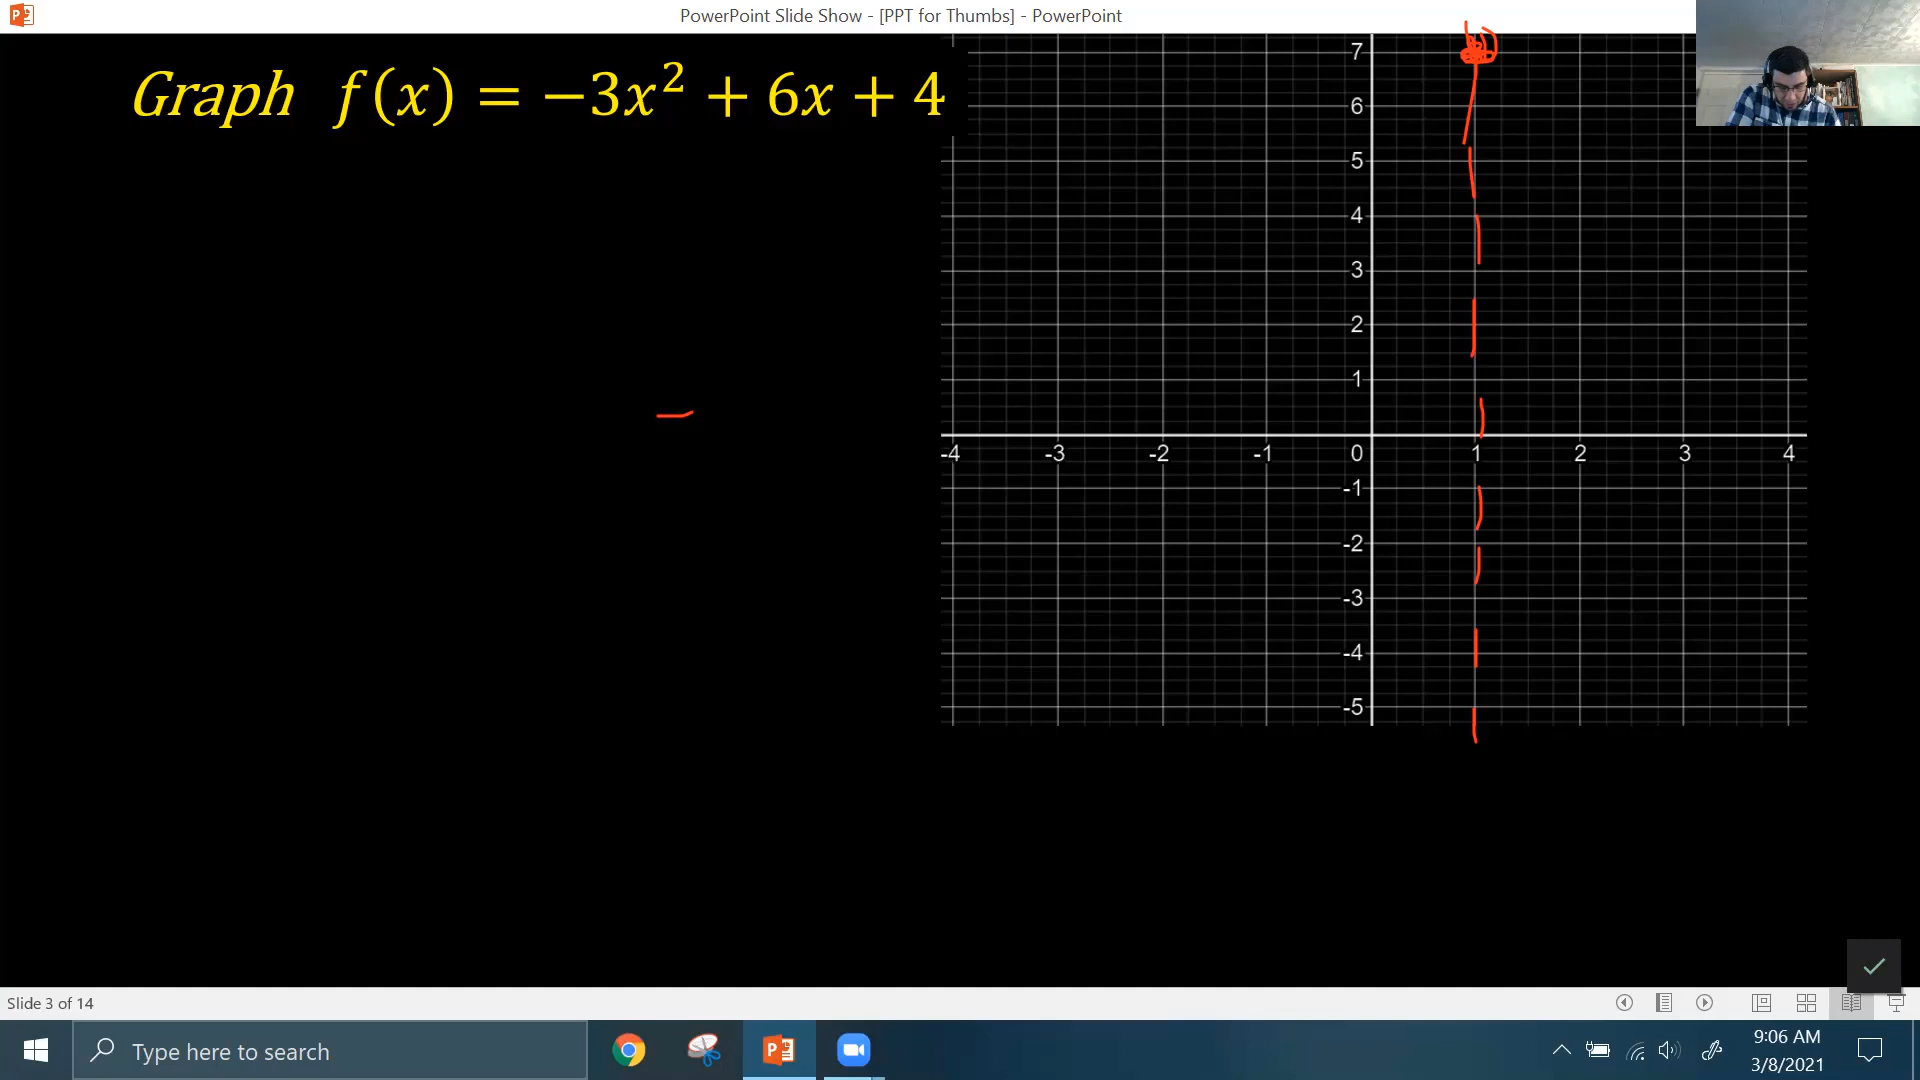 PowerPoint Slide Show - [PPT for Thumbs] - PowerPoint
Graph f(x) = −3x² + 6x + 4
7
6
5
4
3
2
1
-4 -3 -2 -1 0 1 2 3 4
-1
-2
-3
-4
-5
Slide 3 of 14
Type here to search
9:06 AM
3/8/2021